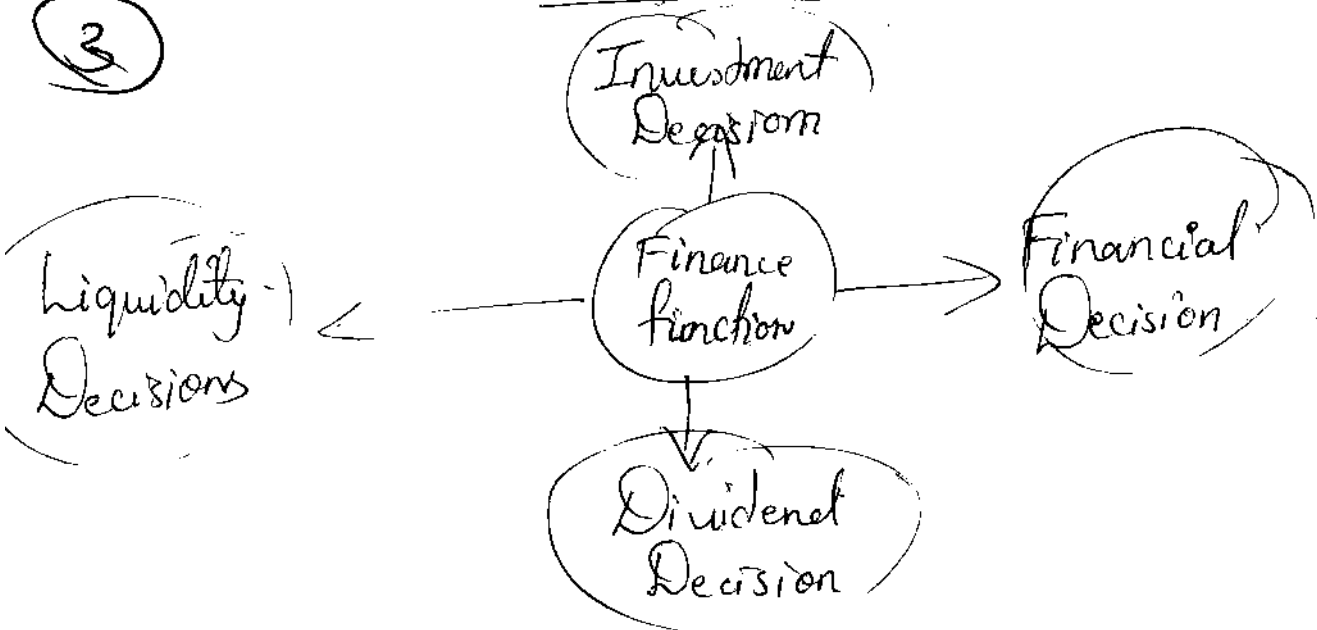 3
Investment
Decision
Finance
function
Financial
Decision
Liquidity
Decisions
Dividend
Decision